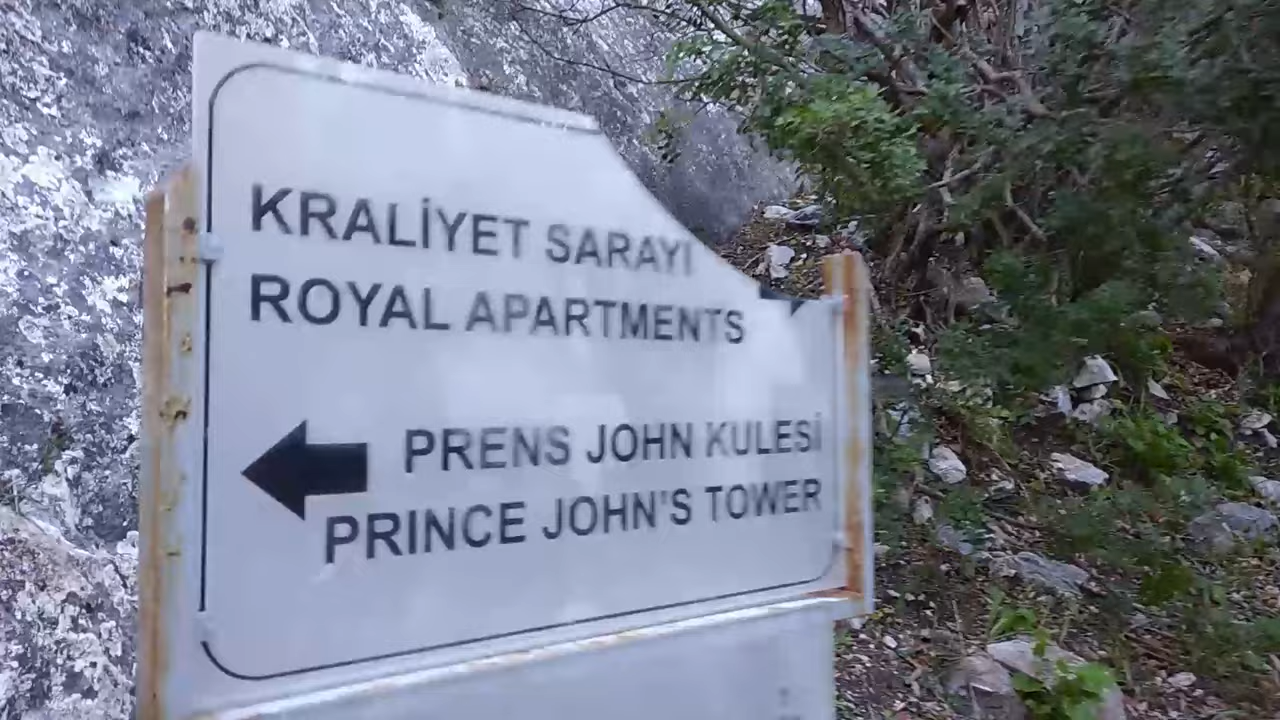 KRALİYET SARAYI
ROYAL APARTMENTS
PRENS JOHN KULESİ
PRINCE JOHN'S TOWER